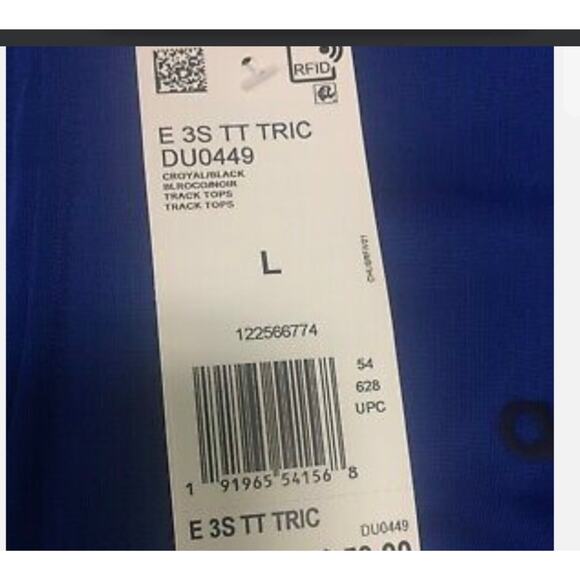 RFID
E 3S TT TRIC
DU0449
CROYAL/BLACK
BLROCO/NOIR
TRACK TOPS
TRACK TOPS
L
122566774
54
628
UPC
1 91965 54156 8
E 3S TT TRIC
DU0449